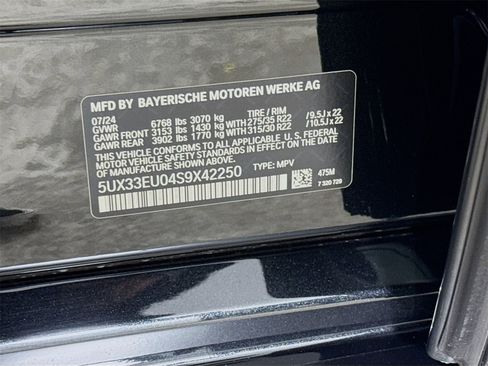 MFD BY BAYERISCHE MOTOREN WERKE AG
07/24 6768 lbs 3070 kg
GVWR TIRE / RIM
GAWR FRONT 3153 lbs 1430 kg WITH 275/35 R22 / 9.5J x 22
GAWR REAR 3902 lbs 1770 kg WITH 315/30 R22 / 10.5J x 22
THIS VEHICLE CONFORMS TO ALL APPLICABLE U. S. FEDERAL
MOTOR VEHICLE SAFETY STANDARDS IN EFFECT ON
THE DATE OF MANUFACTURE SHOWN ABOVE.
5UX33EU04S9X42250 TYPE: MPV
475M
7 320 729